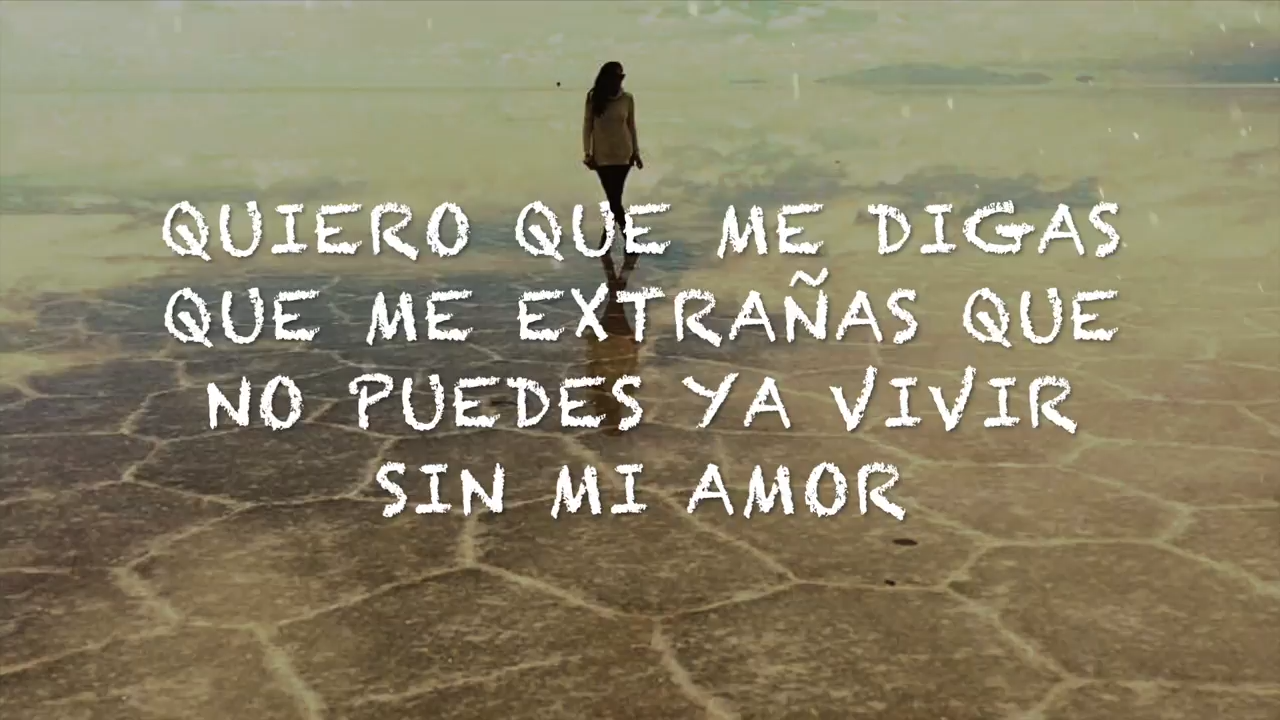 QUIERO QUE ME DIGAS
QUE ME EXTRAÑAS QUE
NO PUEDES YA VIVIR
SIN MI AMOR